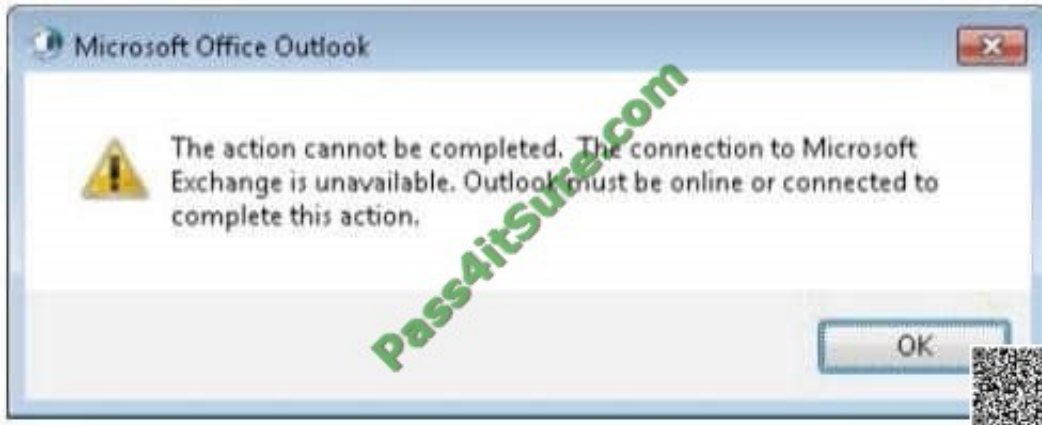 Microsoft Office Outlook
The action cannot be completed. The connection to Microsoft
Exchange is unavailable. Outlook must be online or connected to
complete this action.
Pass4itSure.com
OK